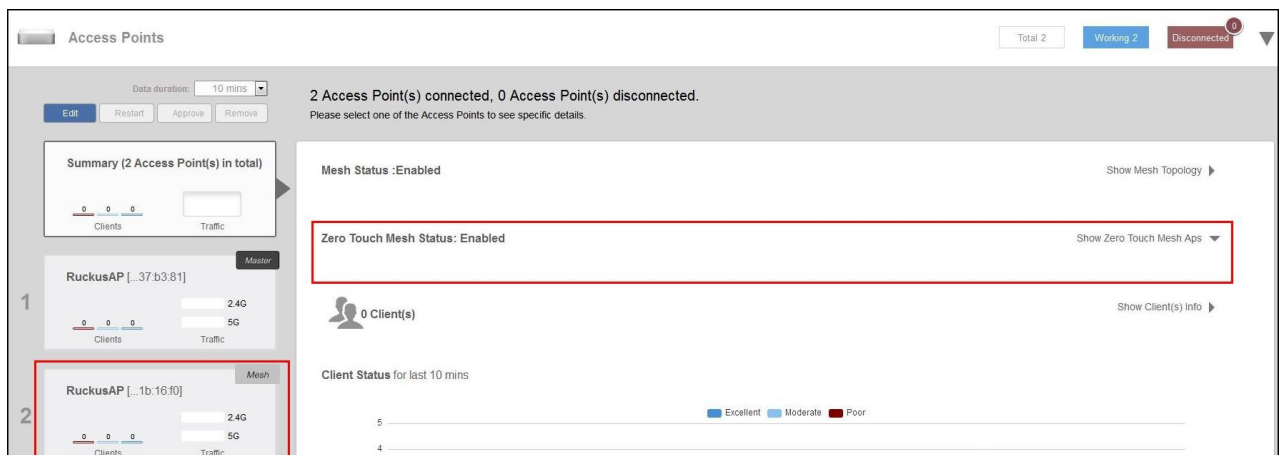 Access Points
Total 2
Working 2
Disconnected
0
Data duration: 10 mins
Edit Restart Approve Remove
2 Access Point(s) connected, 0 Access Point(s) disconnected.
Please select one of the Access Points to see specific details.
Summary (2 Access Point(s) in total)
0 0 0
Clients Traffic
Mesh Status :Enabled
Show Mesh Topology
Zero Touch Mesh Status: Enabled
Show Zero Touch Mesh Aps
1
Master
RuckusAP [...37:b3:81]
2.4G
5G
0 0 0
Clients Traffic
0 Client(s)
Show Client(s) Info
2
Mesh
RuckusAP [...1b:16:f0]
2.4G
5G
0 0 0
Clients Traffic
Client Status for last 10 mins
Excellent Moderate Poor
5
4